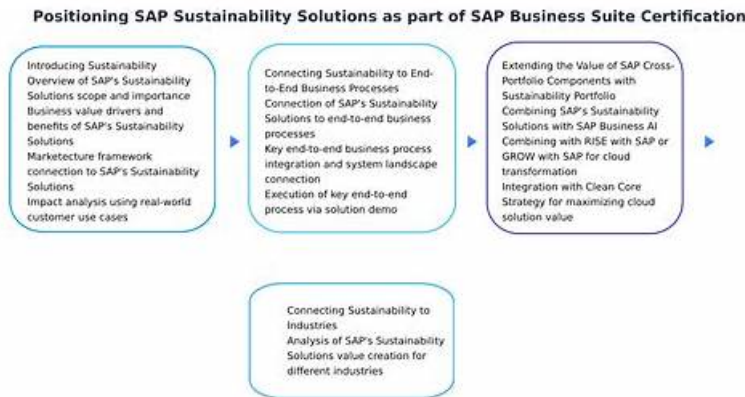 Positioning SAP Sustainability Solutions as part of SAP Business Suite Certification
Introducing Sustainability
Overview of SAP's Sustainability
Solutions scope and importance
Business value drivers and
benefits of SAP's Sustainability
Solutions
Marketecture framework
connection to SAP's Sustainability
Solutions
Impact analysis using real-world
customer use cases
Connecting Sustainability to End-
to-End Business Processes
Connection of SAP's Sustainability
Solutions to end-to-end business
processes
Key end-to-end business process
integration and system landscape
connection
Execution of key end-to-end
process via solution demo
Extending the Value of SAP Cross-
Portfolio Components with
Sustainability Portfolio
Combining SAP's Sustainability
Solutions with SAP Business AI
Combining with RISE with SAP or
GROW with SAP for cloud
transformation
Integration with Clean Core
Strategy for maximizing cloud
solution value
Connecting Sustainability to
Industries
Analysis of SAP's Sustainability
Solutions value creation for
different industries